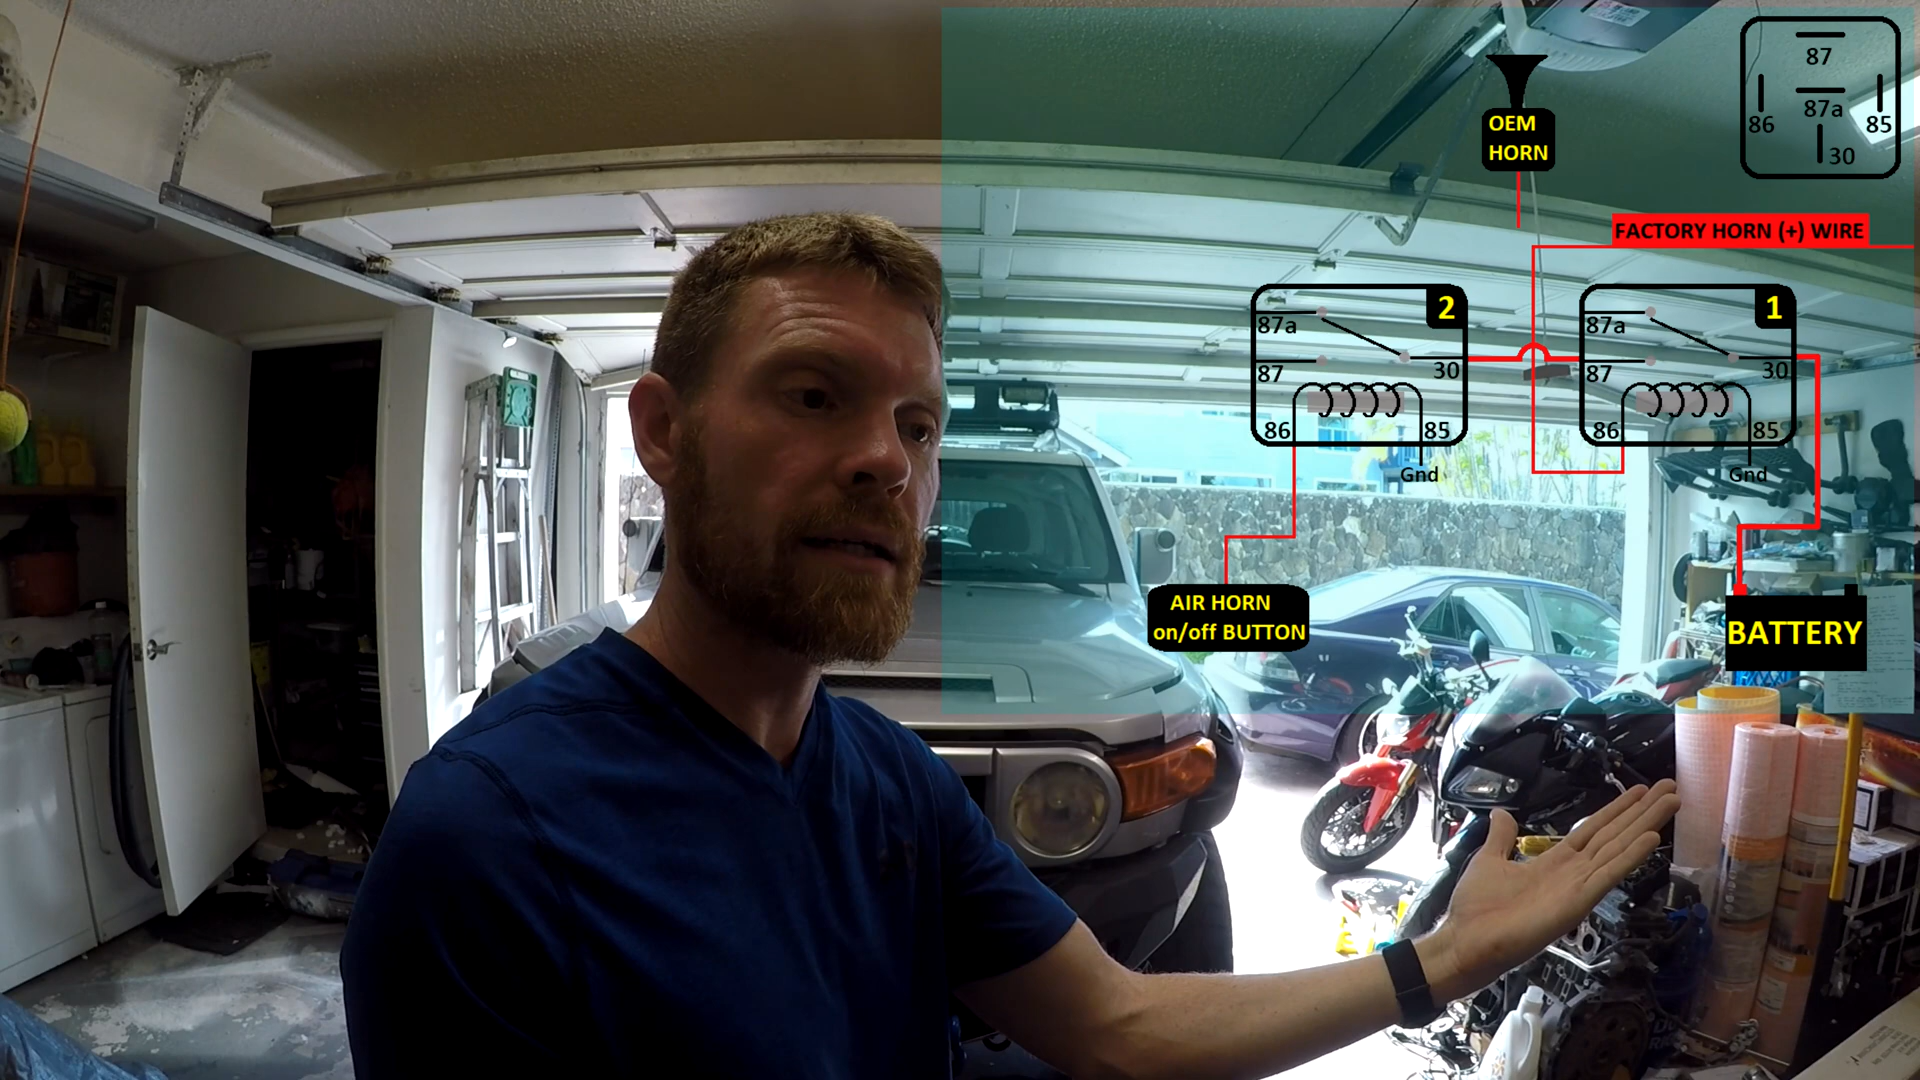 87
87a
86
85
30
OEM
HORN
FACTORY HORN (+) WIRE
2
87a
87
30
86
85
Gnd
1
87a
87
30
86
85
Gnd
AIR HORN
on/off BUTTON
BATTERY